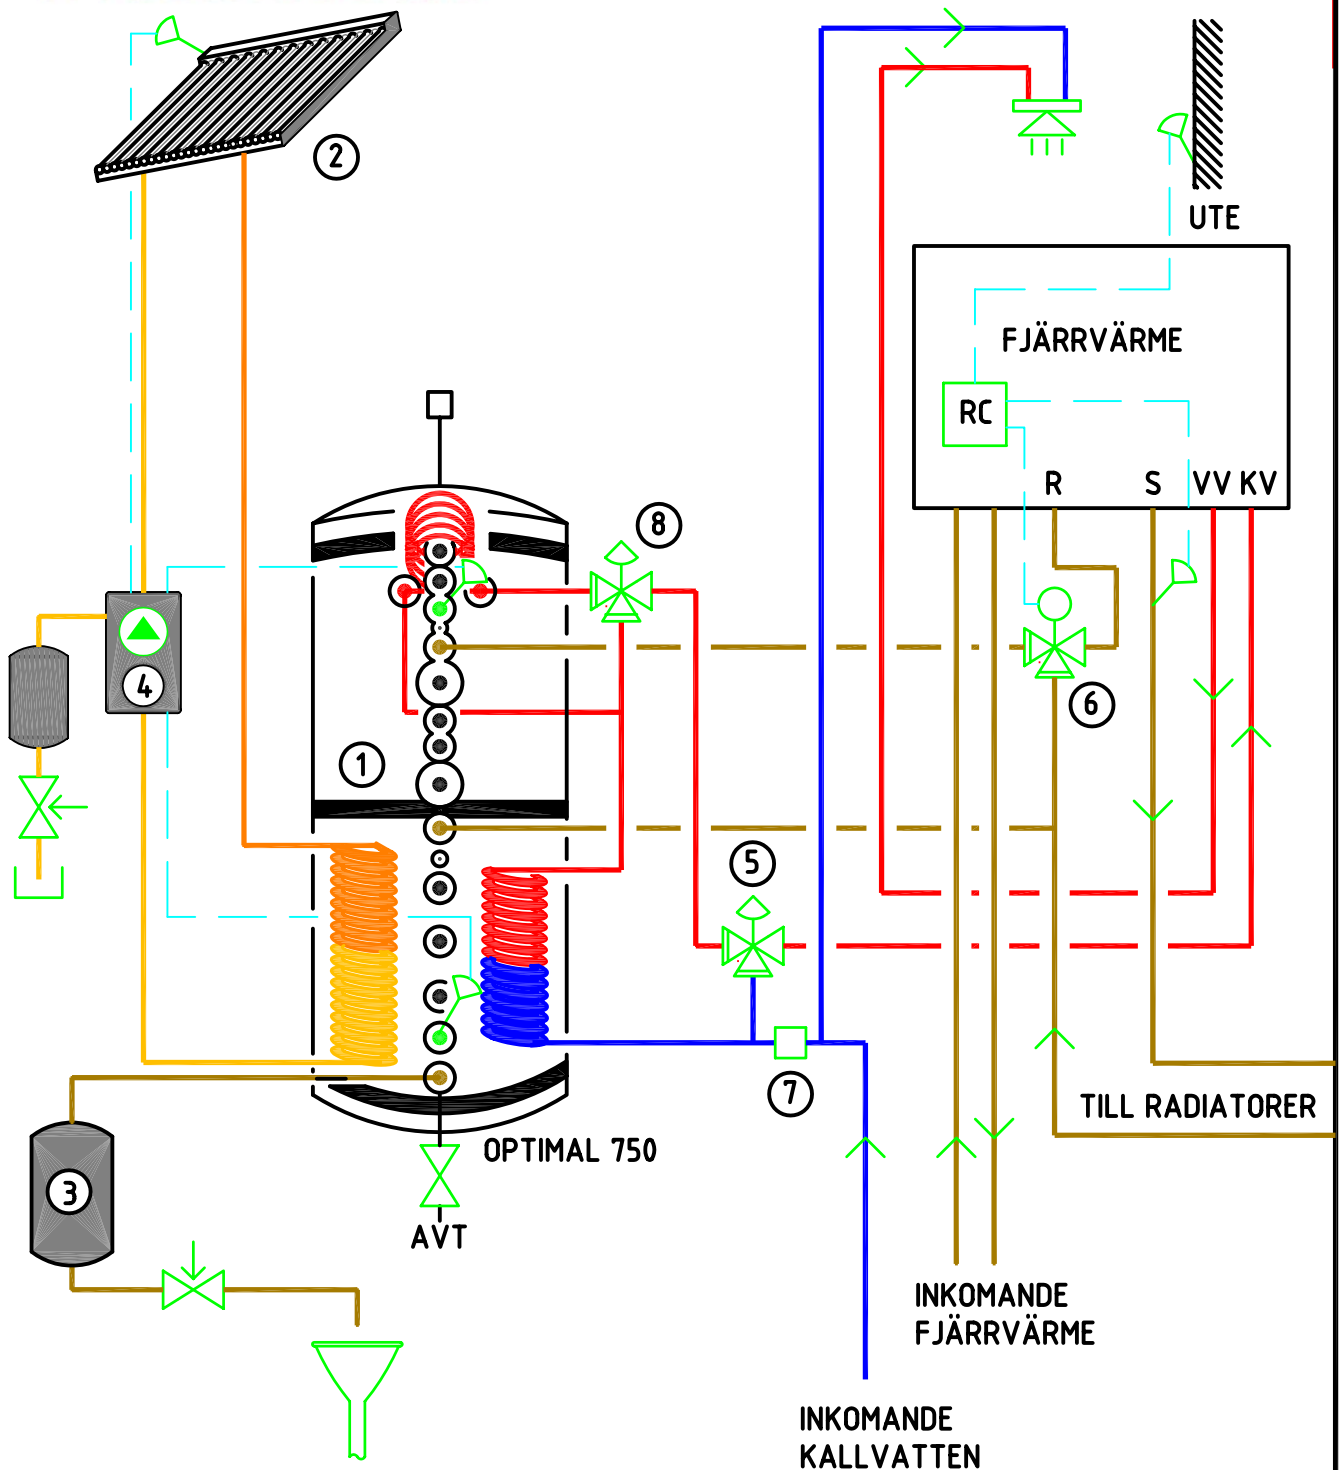 2
UTE
FJÄRRVÄRME
RC
R S VV KV
8
4
6
1
5
7
TILL RADIATORER
OPTIMAL 750
3
AVT
INKOMANDE
FJÄRRVÄRME
INKOMANDE
KALLVATTEN